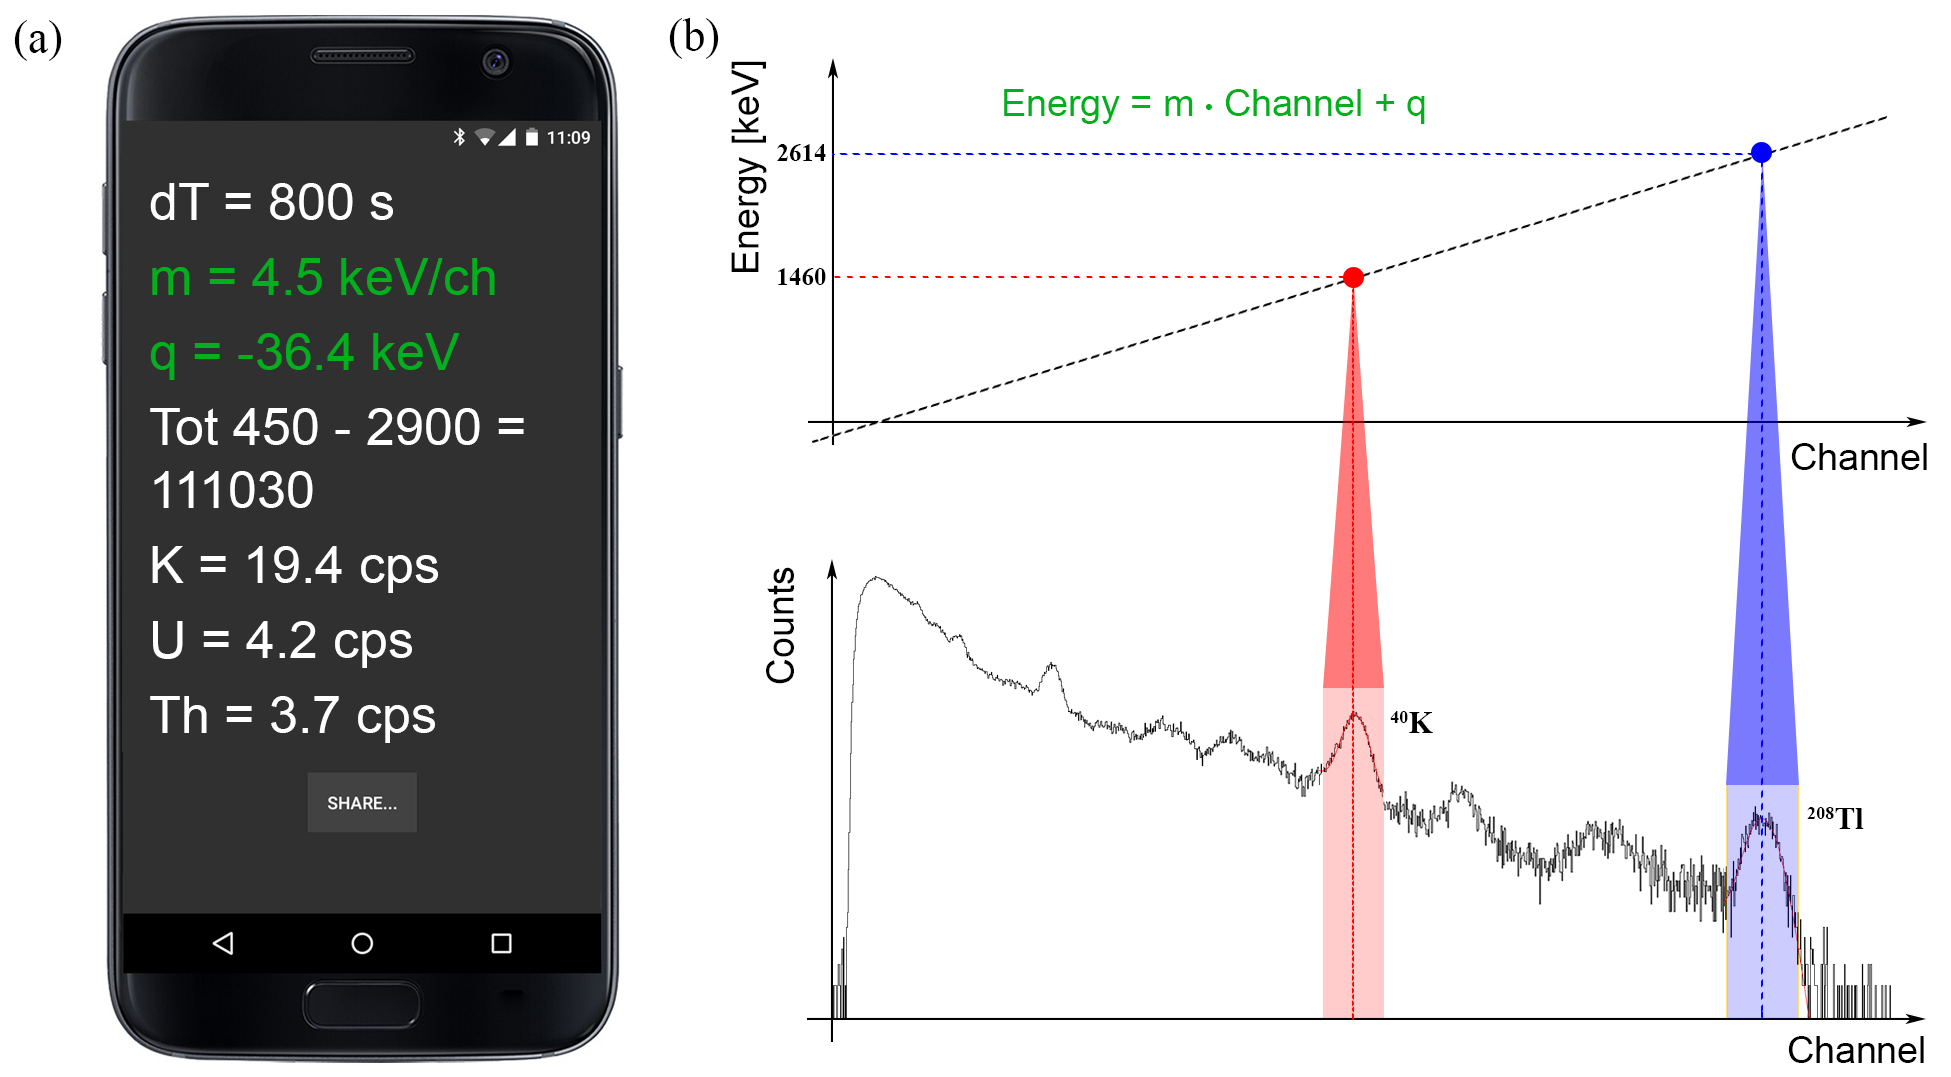 (a)
11:09
dT = 800 s
m = 4.5 keV/ch
q = -36.4 keV
Tot 450 - 2900 =
111030
K = 19.4 cps
U = 4.2 cps
Th = 3.7 cps
SHARE...
(b)
Energy [keV]
Energy = m · Channel + q
2614
1460
Channel
Counts
⁴⁰K
²⁰⁸Tl
Channel